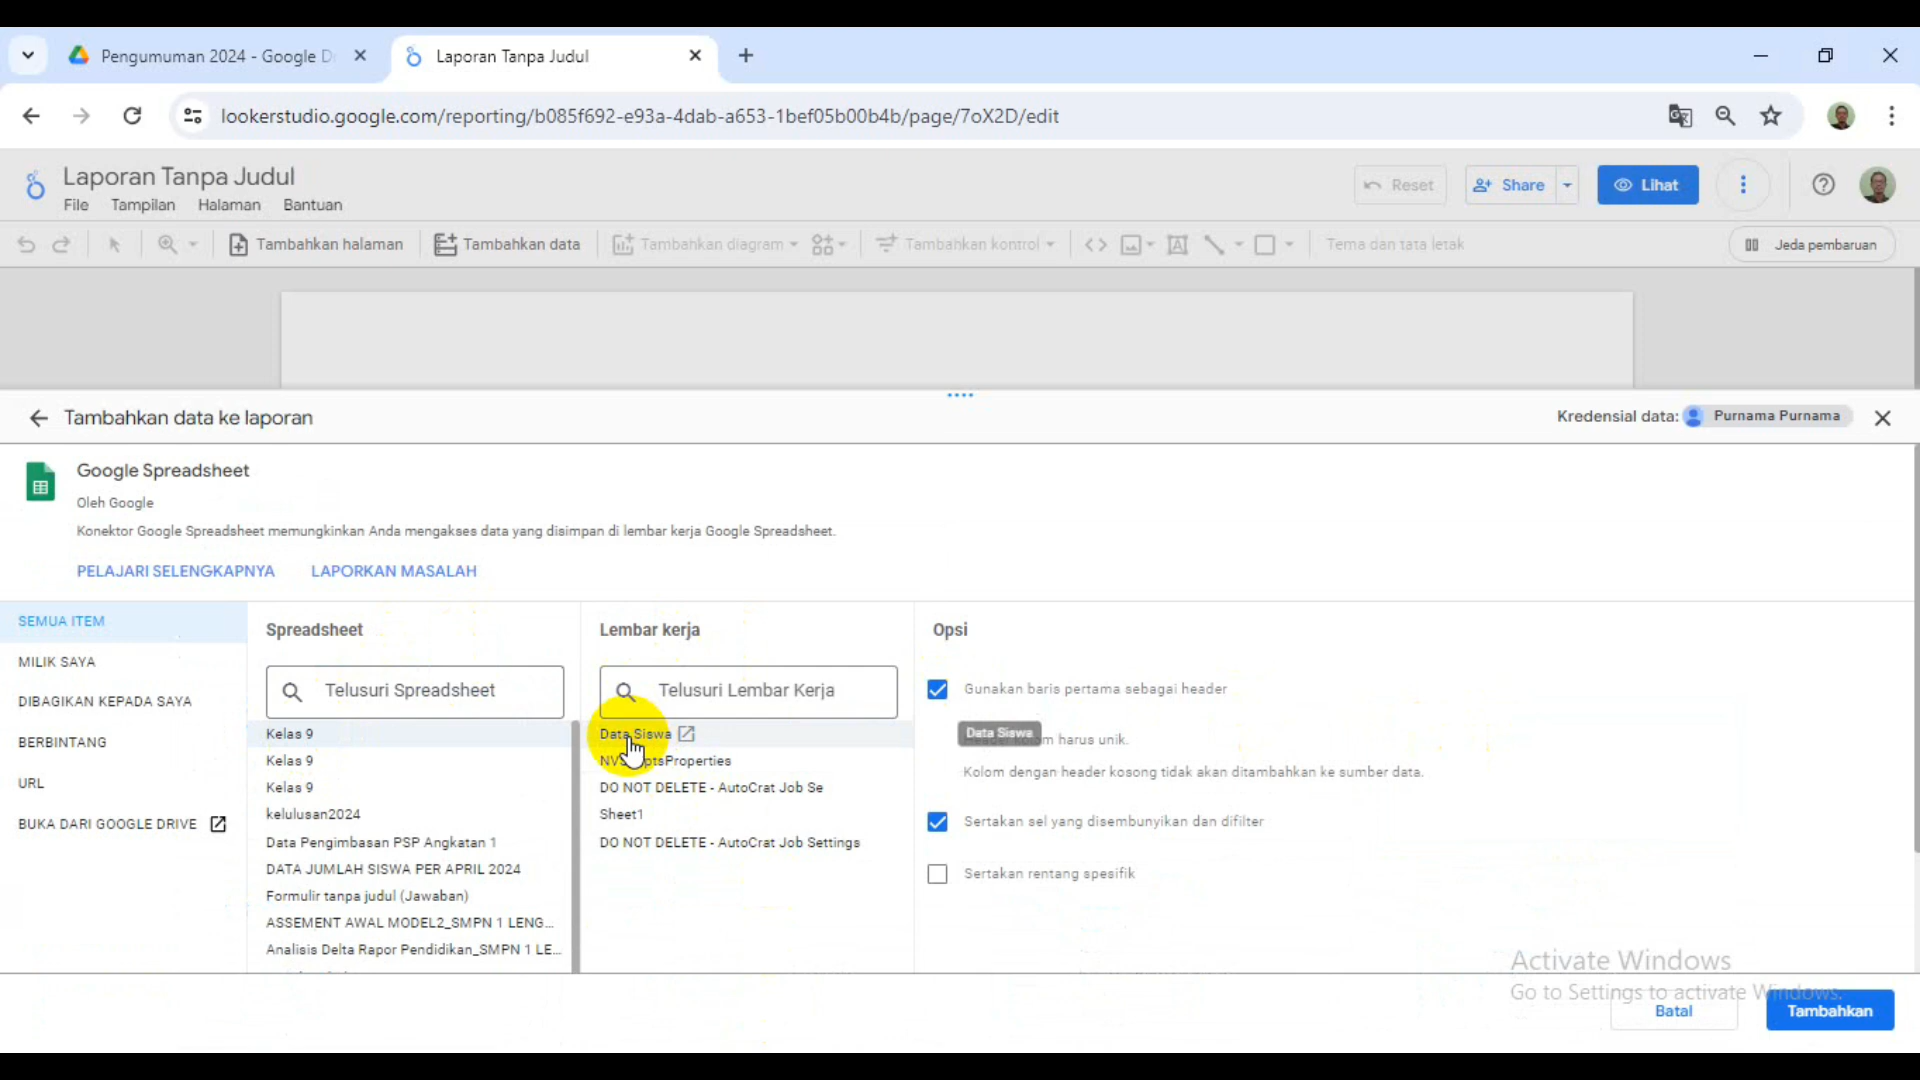 Pengumuman 2024 - Google D
Laporan Tanpa Judul
lookerstudio.google.com/reporting/b085f692-e93a-4dab-a653-1bef05b00b4b/page/7oX2D/edit
Laporan Tanpa Judul
File Tampilan Halaman Bantuan
Reset Share Lihat
Tambahkan halaman Tambahkan data Tambahkan diagram Tambahkan kontrol Tema dan tata letak Jeda pembaruan
Tambahkan data ke laporan
Kredensial data: Purnama Purnama
Google Spreadsheet
Oleh Google
Konektor Google Spreadsheet memungkinkan Anda mengakses data yang disimpan di lembar kerja Google Spreadsheet.
PELAJARI SELENGKAPNYA LAPORKAN MASALAH
SEMUA ITEM
MILIK SAYA
DIBAGIKAN KEPADA SAYA
BERBINTANG
URL
BUKA DARI GOOGLE DRIVE
Spreadsheet
Telusuri Spreadsheet
Kelas 9
Kelas 9
Kelas 9
kelulusan2024
Data Pengimbasan PSP Angkatan 1
DATA JUMLAH SISWA PER APRIL 2024
Formulir tanpa judul (Jawaban)
ASSEMENT AWAL MODEL2_SMPN 1 LENG...
Analisis Delta Rapor Pendidikan_SMPN 1 LE...
Lembar kerja
Telusuri Lembar Kerja
Data Siswa
DO NOT DELETE - AutoCrat Job Se
Sheet1
DO NOT DELETE - AutoCrat Job Settings
Opsi
Gunakan baris pertama sebagai header
Data Siswa
harus unik.
Kolom dengan header kosong tidak akan ditambahkan ke sumber data.
Sertakan sel yang disembunyikan dan difilter
Sertakan rentang spesifik
Activate Windows
Go to Settings to activate Windows.
Batal Tambahkan